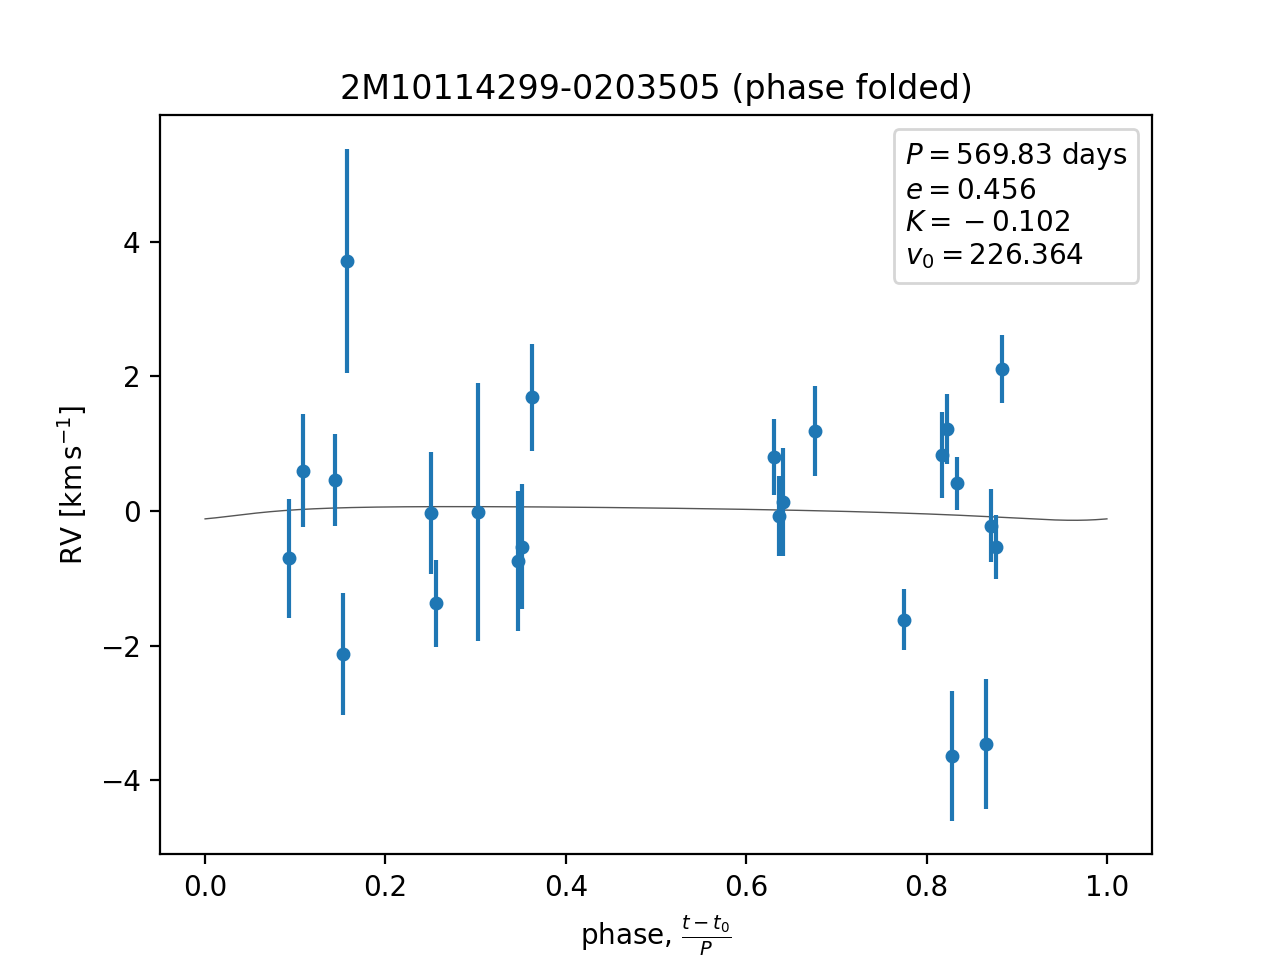 2M10114299-0203505 (phase folded)
P = 569.83 days
e = 0.456
K = −0.102
v₀ = 226.364
4
2
0
−2
−4
RV [km s⁻¹]
0.0 0.2 0.4 0.6 0.8 1.0
phase, (t − t₀)/P